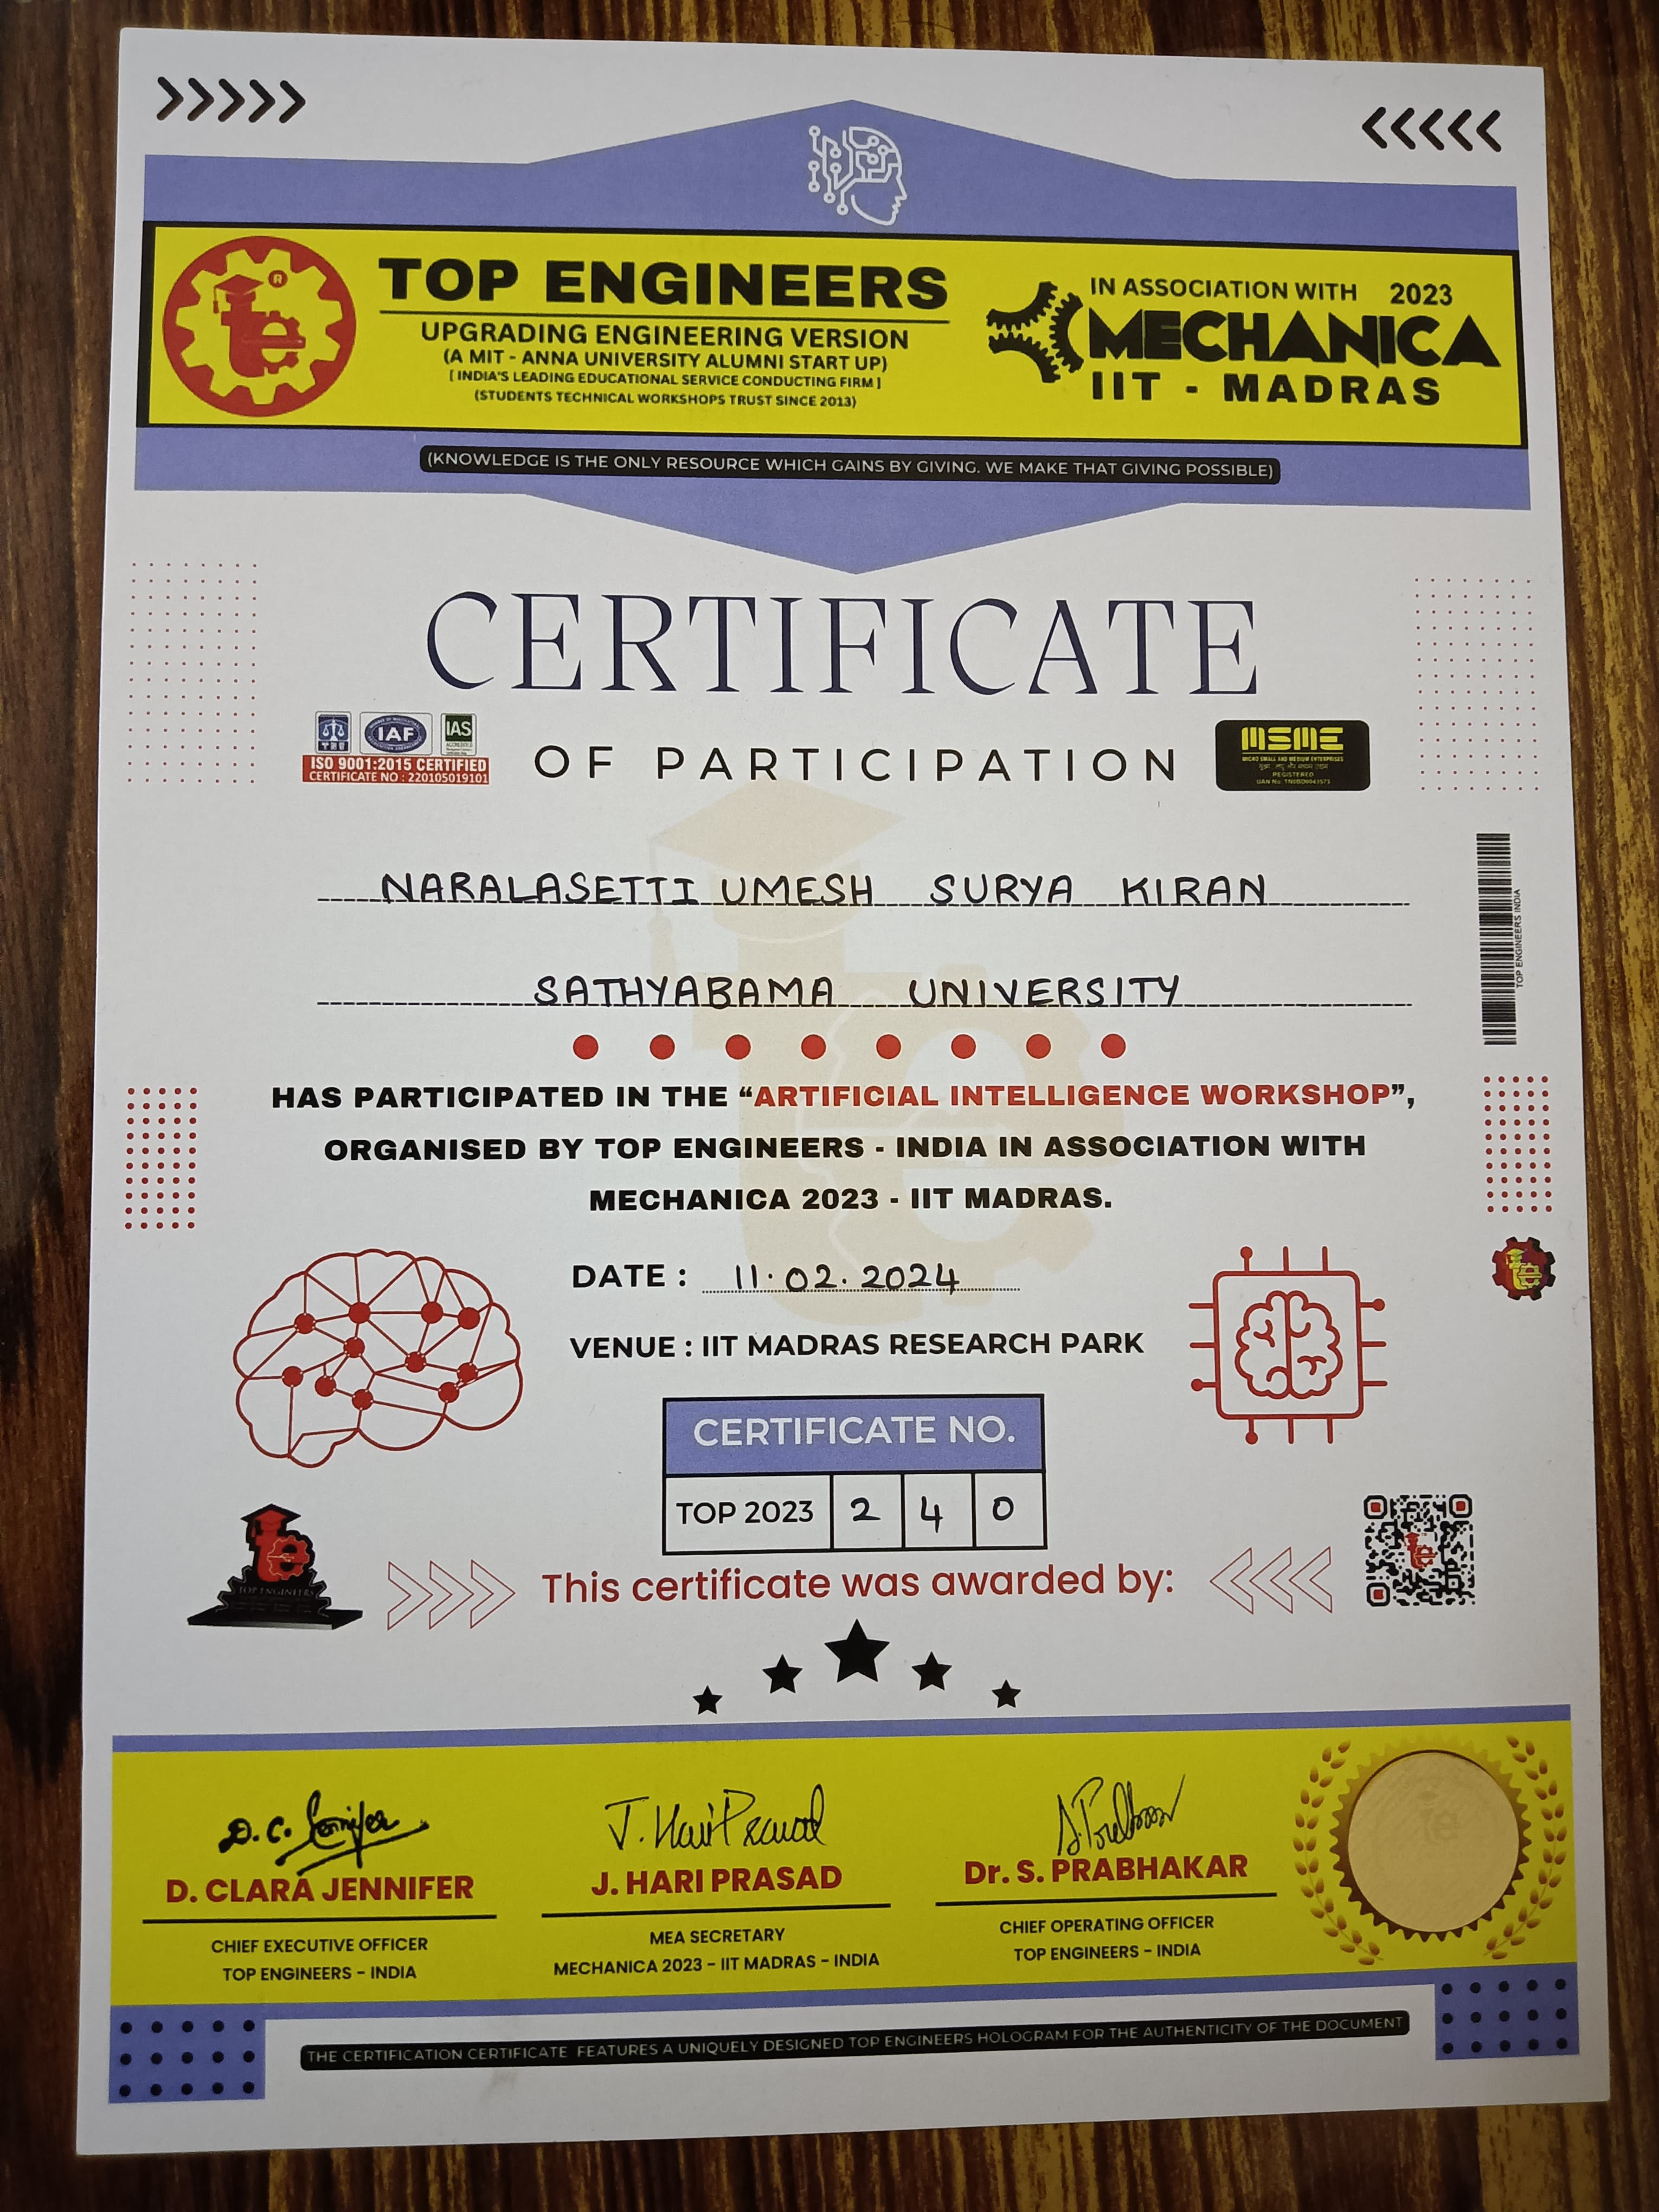 TOP ENGINEERS
UPGRADING ENGINEERING VERSION
(A MIT - ANNA UNIVERSITY ALUMNI START UP)
[ INDIA'S LEADING EDUCATIONAL SERVICE CONDUCTING FIRM ]
(STUDENTS TECHNICAL WORKSHOPS TRUST SINCE 2013)
IN ASSOCIATION WITH 2023
MECHANICA
IIT - MADRAS
(KNOWLEDGE IS THE ONLY RESOURCE WHICH GAINS BY GIVING. WE MAKE THAT GIVING POSSIBLE)
CERTIFICATE
OF PARTICIPATION
IAF
IAS
ISO 9001:2015 CERTIFIED
CERTIFICATE NO : 220105019101
MSME
MICRO SMALL AND MEDIUM ENTERPRISES
REGISTERED
NARALASETTI UMESH SURYA KIRAN
SATHYABAMA UNIVERSITY
TOP ENGINEERS INDIA
HAS PARTICIPATED IN THE “ARTIFICIAL INTELLIGENCE WORKSHOP”,
ORGANISED BY TOP ENGINEERS - INDIA IN ASSOCIATION WITH
MECHANICA 2023 - IIT MADRAS.
DATE : 11.02.2024
VENUE : IIT MADRAS RESEARCH PARK
CERTIFICATE NO.
TOP 2023 2 4 0
TOP ENGINEERS
This certificate was awarded by:
D. C. Jennifer
D. CLARA JENNIFER
CHIEF EXECUTIVE OFFICER
TOP ENGINEERS - INDIA
J. Hari Prasad
J. HARI PRASAD
MEA SECRETARY
MECHANICA 2023 - IIT MADRAS - INDIA
Dr. S. PRABHAKAR
CHIEF OPERATING OFFICER
TOP ENGINEERS - INDIA
THE CERTIFICATION CERTIFICATE FEATURES A UNIQUELY DESIGNED TOP ENGINEERS HOLOGRAM FOR THE AUTHENTICITY OF THE DOCUMENT